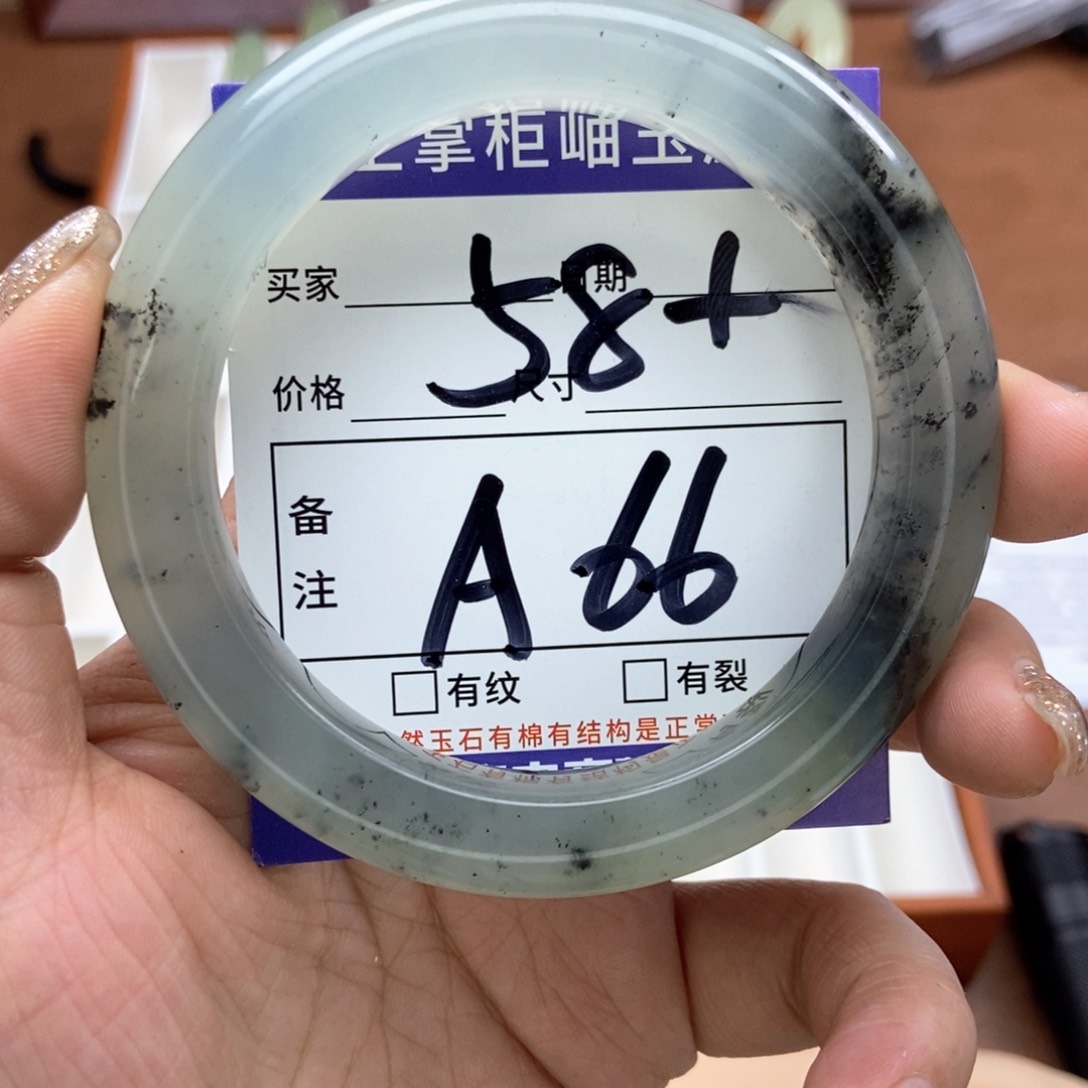 掌柜岫玉
买家 日期
58+
价格 尺寸
备注
A66
有纹 有裂
然玉石有棉有结构是正常